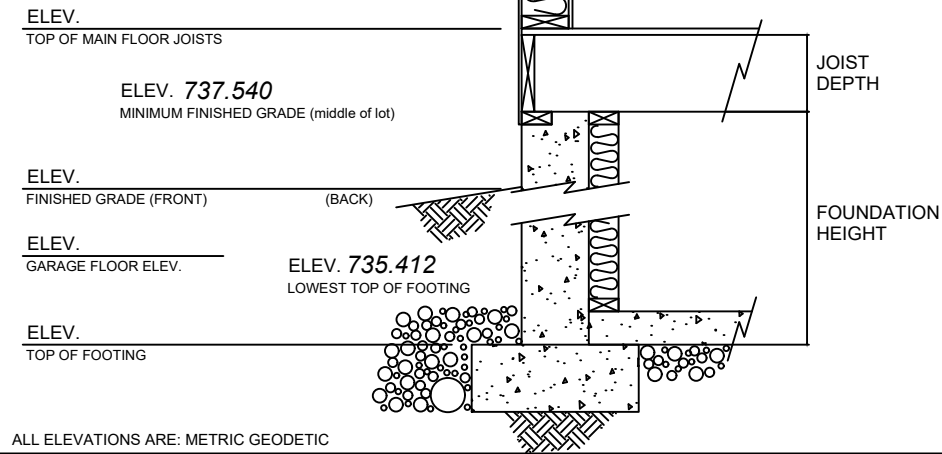 ELEV.
TOP OF MAIN FLOOR JOISTS
JOIST
DEPTH
ELEV. 737.540
MINIMUM FINISHED GRADE (middle of lot)
ELEV.
FINISHED GRADE (FRONT) (BACK)
FOUNDATION
HEIGHT
ELEV.
GARAGE FLOOR ELEV.
ELEV. 735.412
LOWEST TOP OF FOOTING
ELEV.
TOP OF FOOTING
ALL ELEVATIONS ARE: METRIC GEODETIC